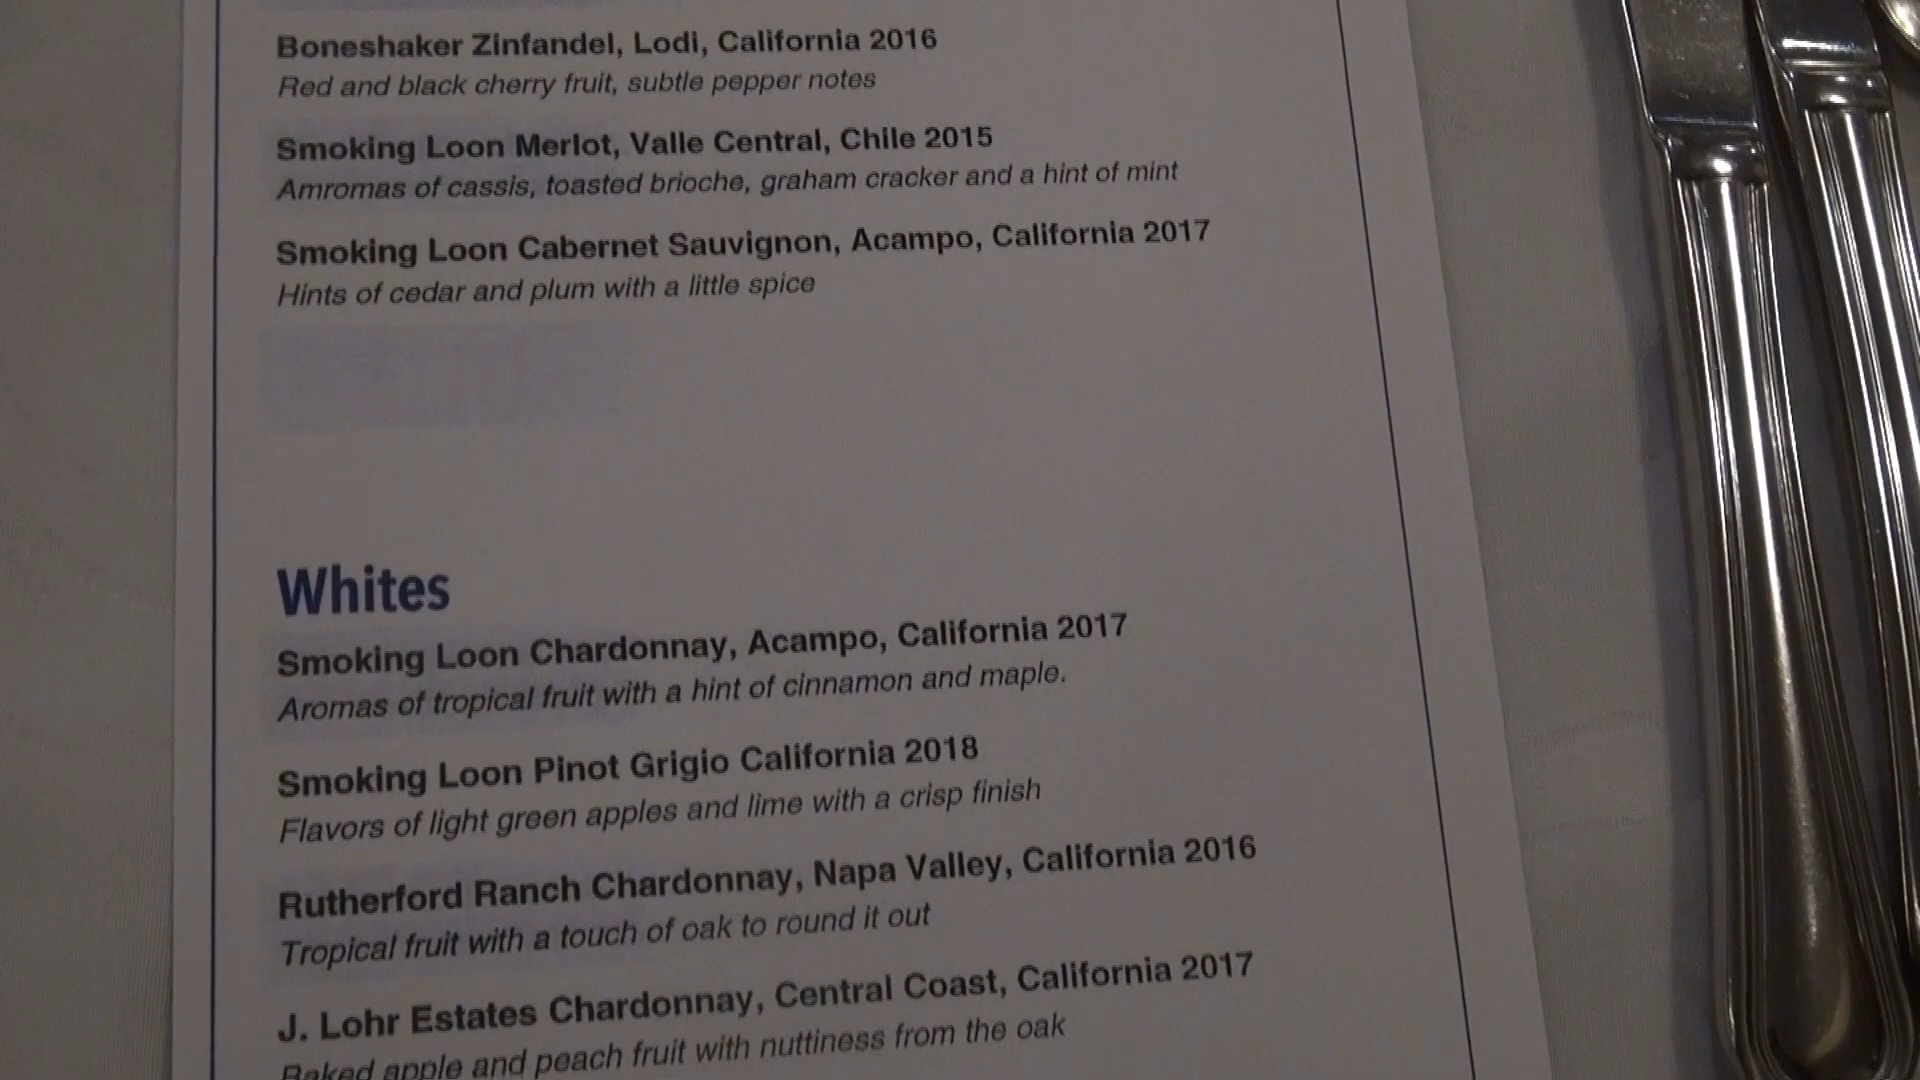 Boneshaker Zinfandel, Lodi, California 2016
Red and black cherry fruit, subtle pepper notes
Smoking Loon Merlot, Valle Central, Chile 2015
Amromas of cassis, toasted brioche, graham cracker and a hint of mint
Smoking Loon Cabernet Sauvignon, Acampo, California 2017
Hints of cedar and plum with a little spice
Whites
Smoking Loon Chardonnay, Acampo, California 2017
Aromas of tropical fruit with a hint of cinnamon and maple.
Smoking Loon Pinot Grigio California 2018
Flavors of light green apples and lime with a crisp finish
Rutherford Ranch Chardonnay, Napa Valley, California 2016
Tropical fruit with a touch of oak to round it out
J. Lohr Estates Chardonnay, Central Coast, California 2017
Baked apple and peach fruit with nuttiness from the oak